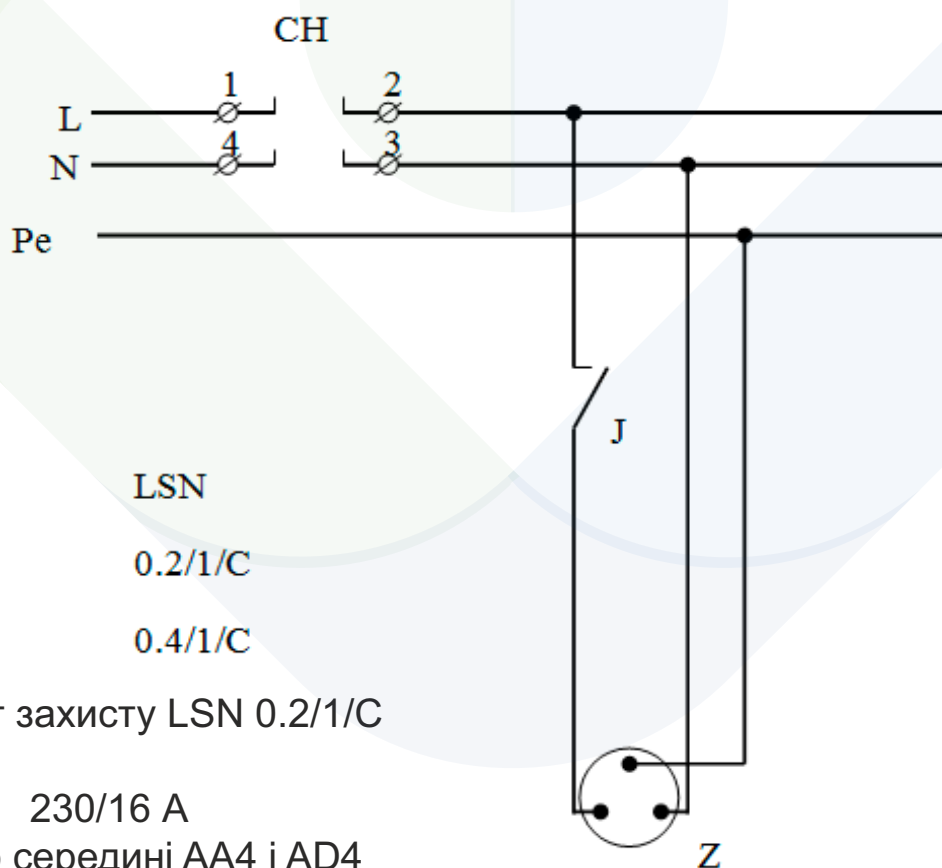 CH
1 2
L
4 3
N
Pe
J
LSN
0.2/1/C
0.4/1/C
захисту LSN 0.2/1/C
230/16 A
середині AA4 і AD4
Z